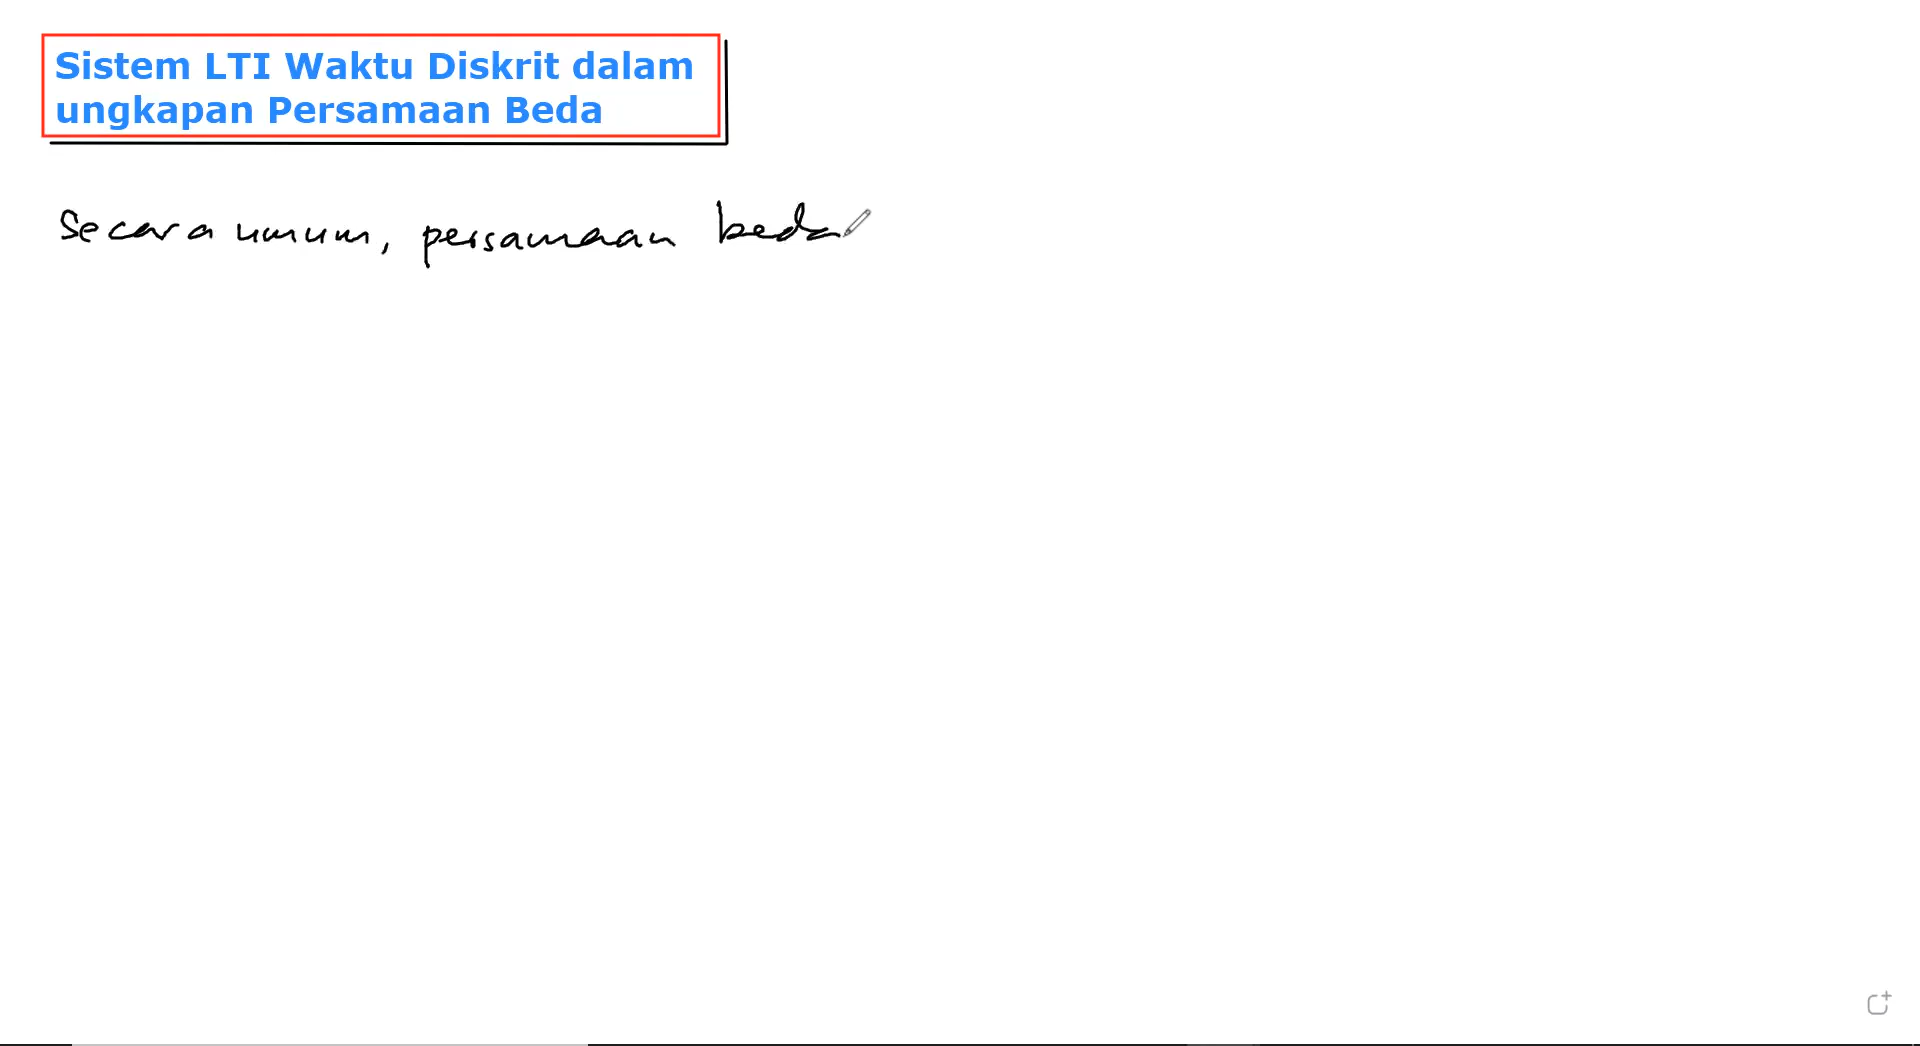 Sistem LTI Waktu Diskrit dalam
ungkapan Persamaan Beda
Secara umum, persamaan beda